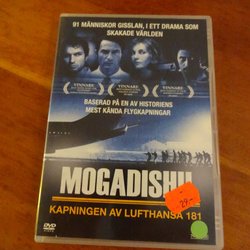 91 MÄNNISKOR GISSLAN, I ETT DRAMA SOM
SKAKADE VÄRLDEN
VINNARE
VINNARE
VINNARE
BASERAD PÅ EN AV HISTORIENS
MEST KÄNDA FLYGKAPNINGAR
MOGADISHU
29:-
KAPNINGEN AV LUFTHANSA 181
DVD